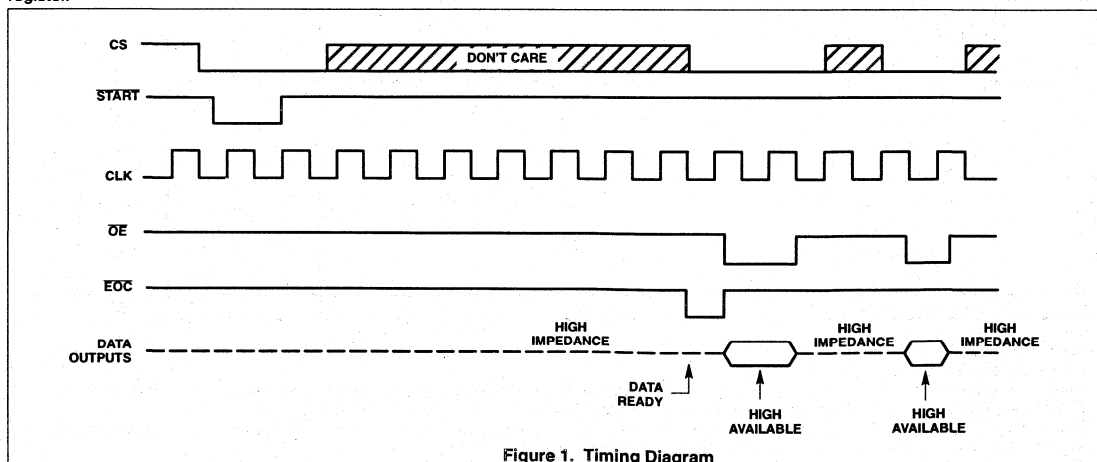 CS
DON'T CARE
START
CLK
OE
EOC
DATA
OUTPUTS
HIGH
IMPEDANCE
HIGH
IMPEDANCE
HIGH
IMPEDANCE
DATA
READY
HIGH
AVAILABLE
HIGH
AVAILABLE
Figure 1. Timing Diagram